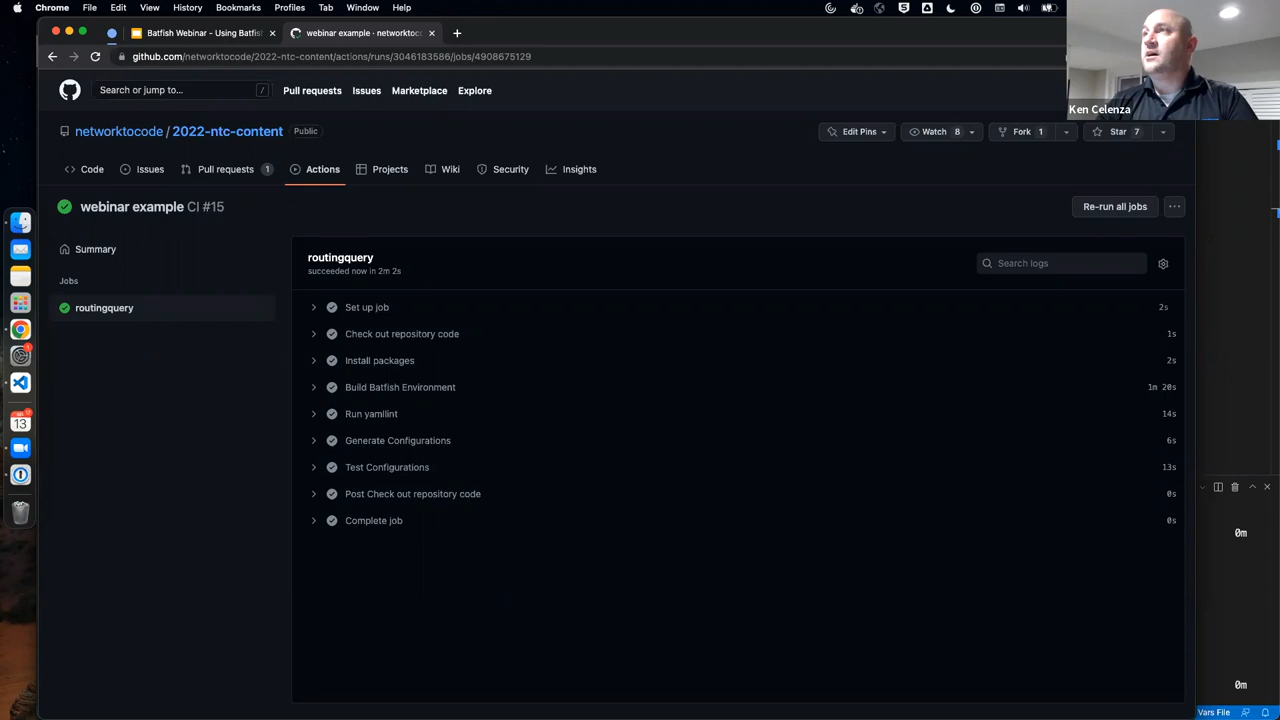 Chrome File Edit View History Bookmarks Profiles Tab Window Help
Batfish Webinar - Using Batfis
webinar example · networktoc
github.com/networktocode/2022-ntc-content/actions/runs/3046183586/jobs/4908675129
Ken Celenza
Search or jump to... /
Pull requests Issues Marketplace Explore
networktocode / 2022-ntc-content Public
Edit Pins Watch 8 Fork 1 Star 7
Code Issues Pull requests 1 Actions Projects Wiki Security Insights
webinar example CI #15
Re-run all jobs
Summary
Jobs
routingquery
routingquery
succeeded now in 2m 2s
Search logs
Set up job 2s
Check out repository code 1s
Install packages 2s
Build Batfish Environment 1m 20s
Run yamllint 14s
Generate Configurations 6s
Test Configurations 13s
Post Check out repository code 0s
Complete job 0s
13
0m
0m
Vars File